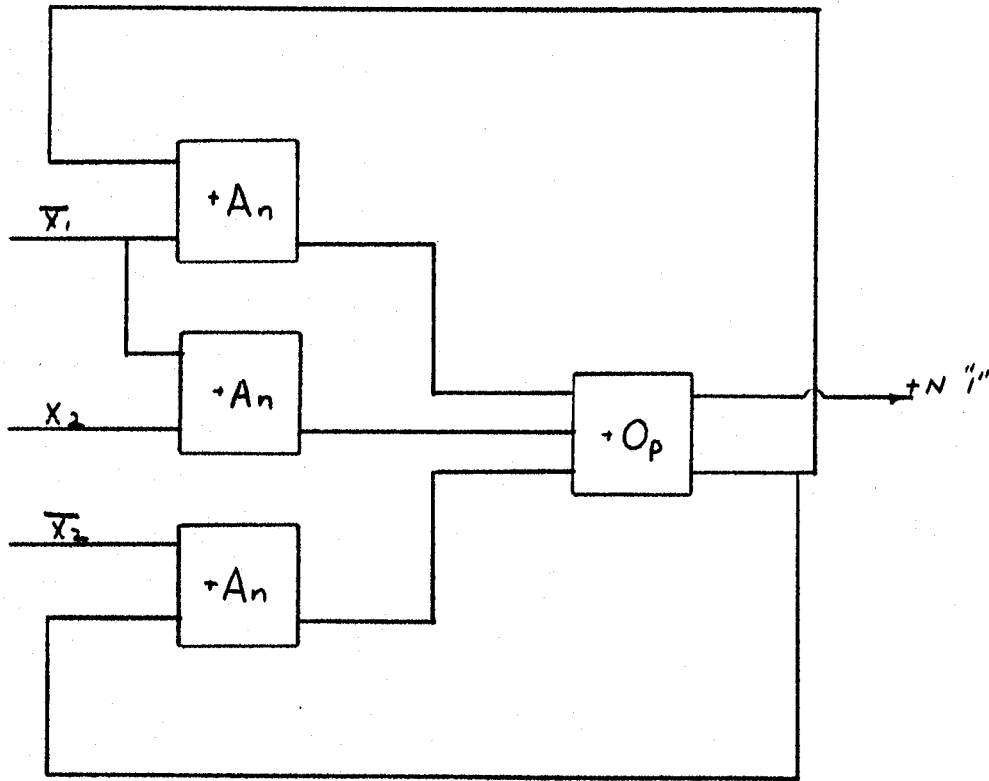 +An
X̅₁
+An
X₂
+Op
+N "1"
X̅₂
+An